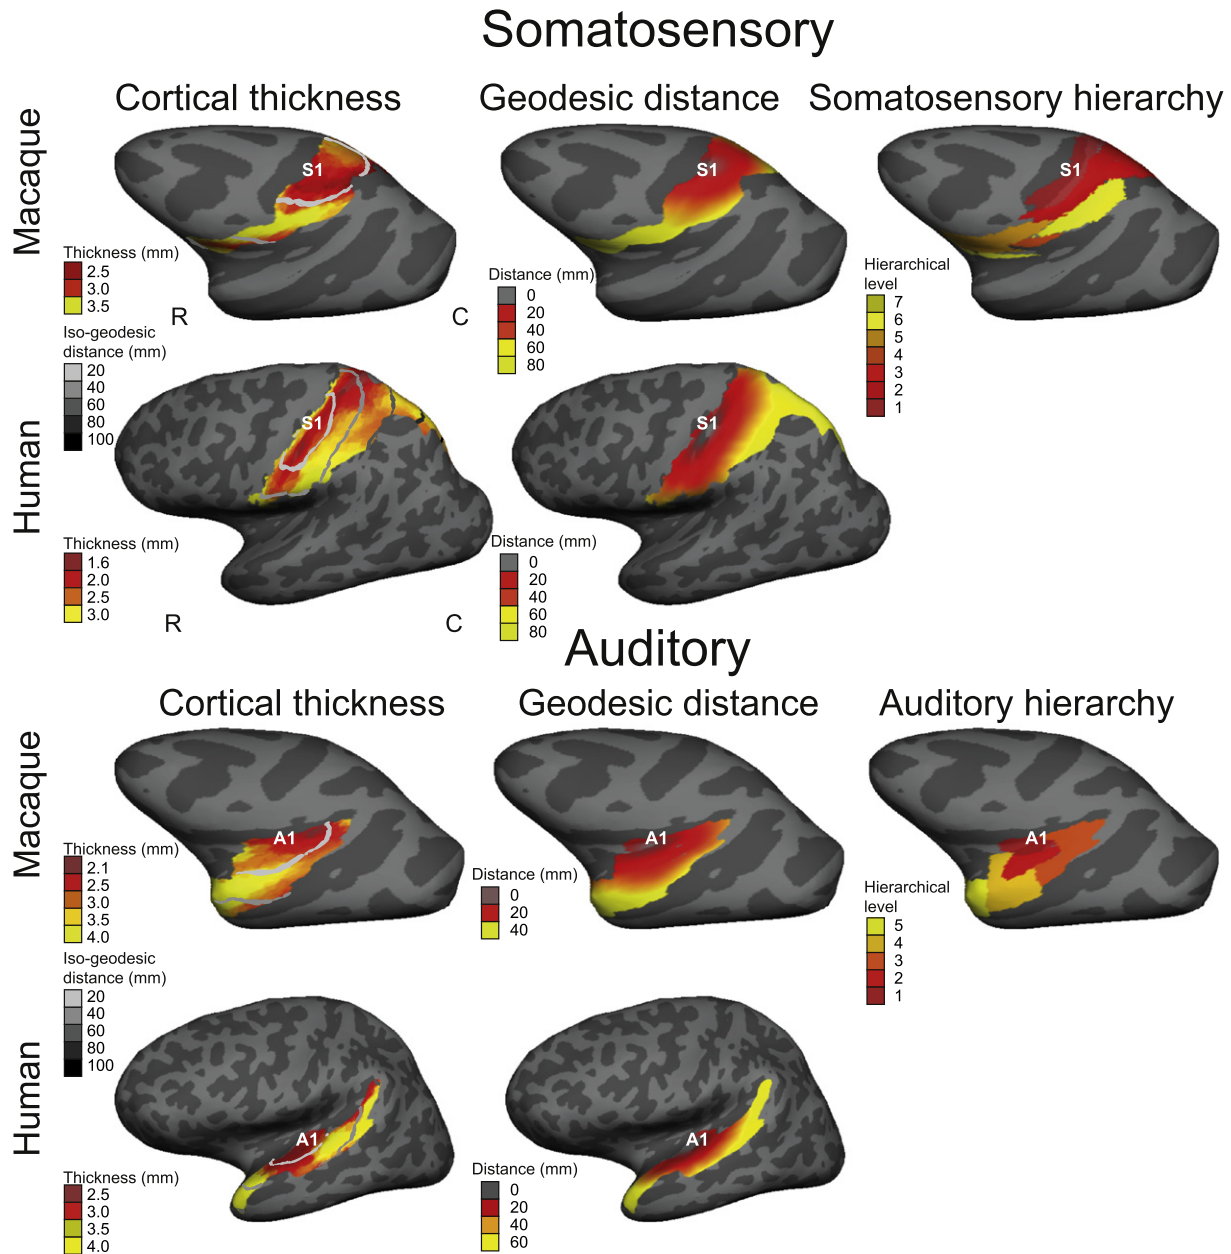 Somatosensory
Cortical thickness
Geodesic distance
Somatosensory hierarchy
Macaque
S1
S1
S1
Thickness (mm)
2.5
3.0
3.5
R
C
Distance (mm)
0
20
40
60
80
Hierarchical
level
7
6
5
4
3
2
1
Iso-geodesic
distance (mm)
20
40
60
80
100
Human
S1
S1
Thickness (mm)
1.6
2.0
2.5
3.0
R
C
Distance (mm)
0
20
40
60
80
Auditory
Cortical thickness
Geodesic distance
Auditory hierarchy
Macaque
A1
A1
A1
Thickness (mm)
2.1
2.5
3.0
3.5
4.0
Distance (mm)
0
20
40
Hierarchical
level
5
4
3
2
1
Iso-geodesic
distance (mm)
20
40
60
80
100
Human
A1
A1
Thickness (mm)
2.5
3.0
3.5
4.0
Distance (mm)
0
20
40
60